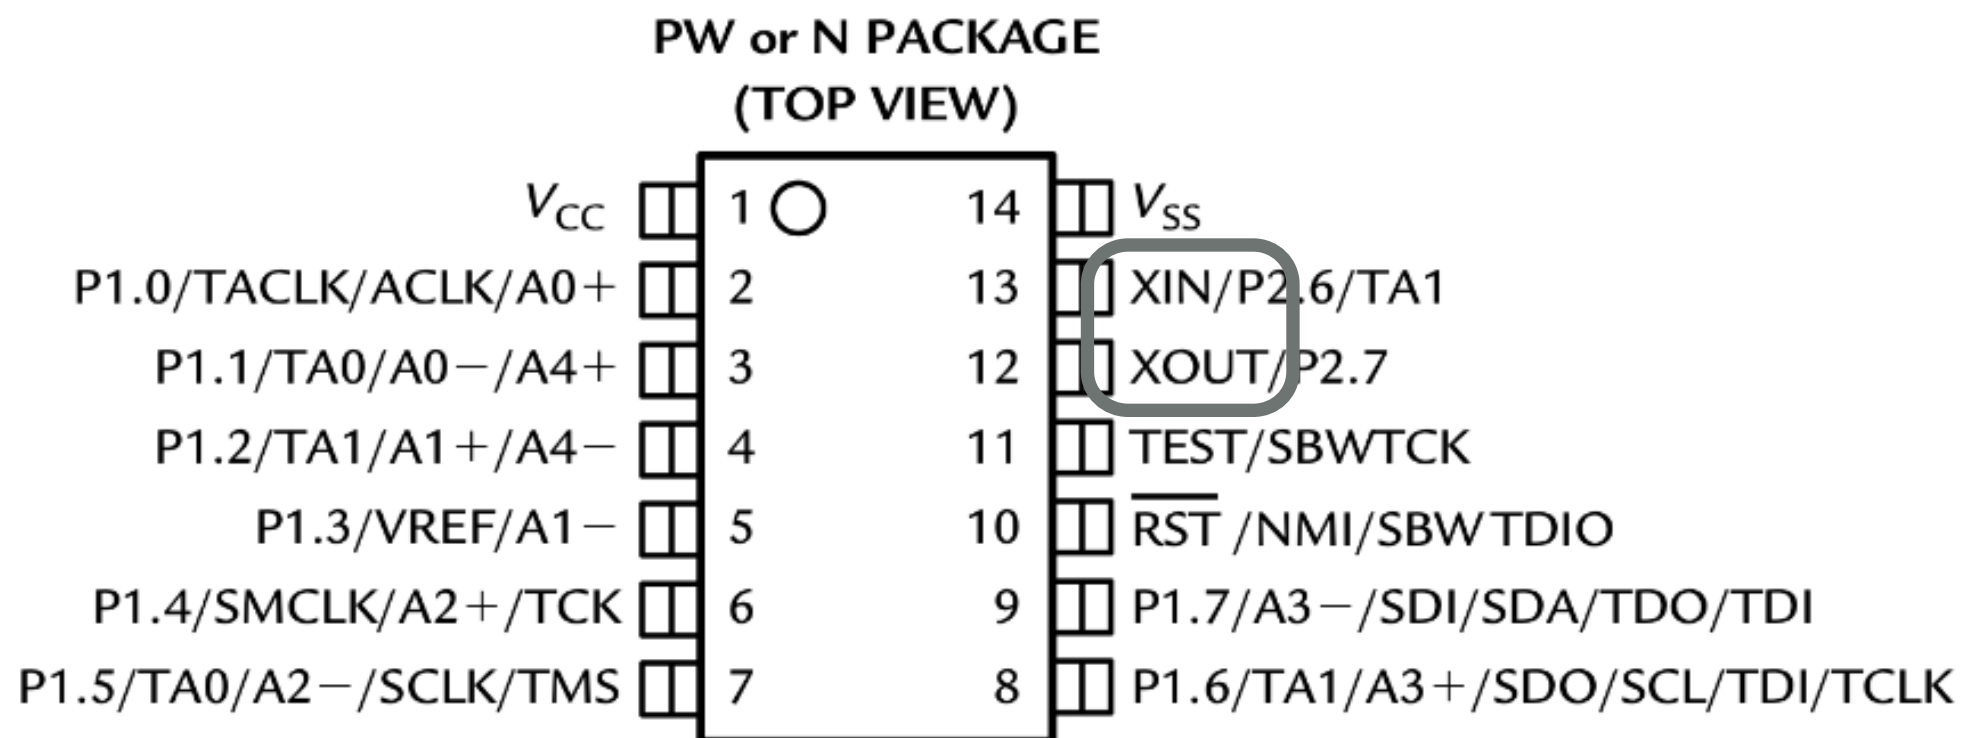 PW or N PACKAGE
(TOP VIEW)
VCC 1 14 VSS
P1.0/TACLK/ACLK/A0+ 2 13 XIN/P2.6/TA1
P1.1/TA0/A0−/A4+ 3 12 XOUT/P2.7
P1.2/TA1/A1+/A4− 4 11 TEST/SBWTCK
P1.3/VREF/A1− 5 10 RST /NMI/SBWTDIO
P1.4/SMCLK/A2+/TCK 6 9 P1.7/A3−/SDI/SDA/TDO/TDI
P1.5/TA0/A2−/SCLK/TMS 7 8 P1.6/TA1/A3+/SDO/SCL/TDI/TCLK